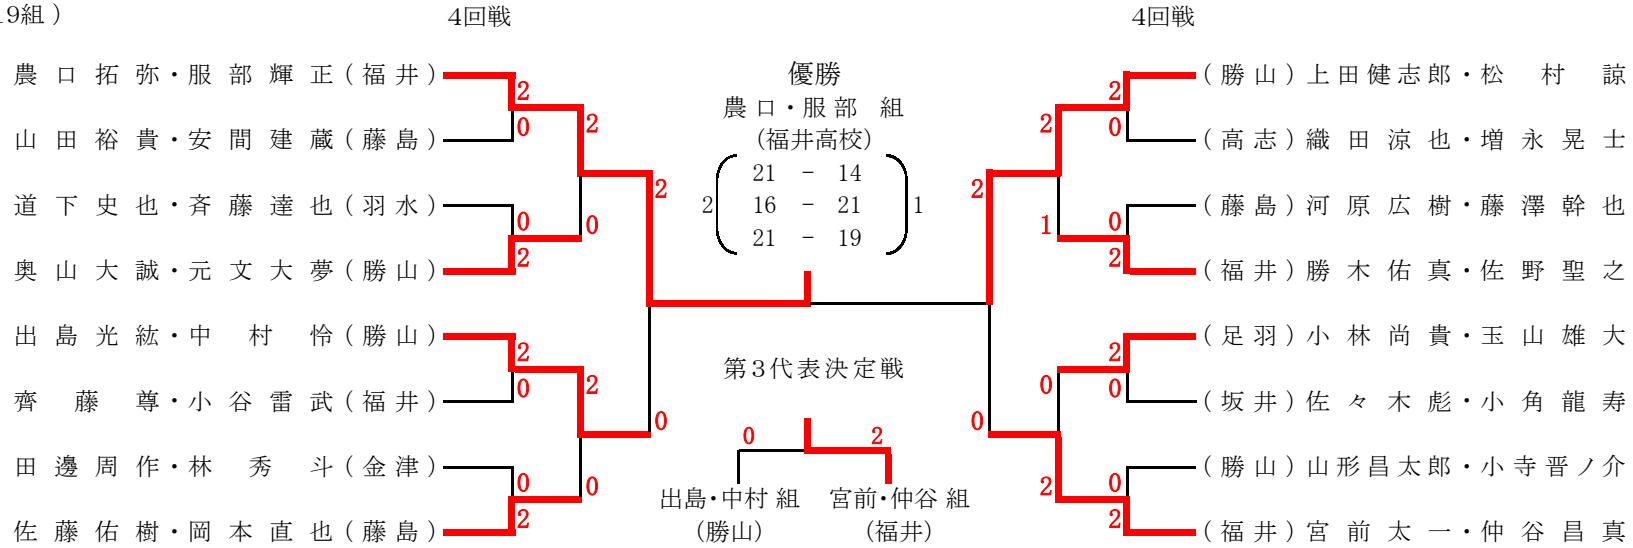 19組)
4回戦
4回戦
農口拓弥・服部輝正(福井)
山田裕貴・安間建蔵(藤島)
道下史也・斉藤達也(羽水)
奥山大誠・元文大夢(勝山)
出島光紘・中村怜(勝山)
齊藤尊・小谷雷武(福井)
田邊周作・林秀斗(金津)
佐藤佑樹・岡本直也(藤島)
2
0
0
2
2
0
0
2
2
0
2
0
2
0
優勝
農口・服部 組
(福井高校)
21 - 14
2 16 - 21 1
21 - 19
第3代表決定戦
0 2
出島・中村 組 宮前・仲谷 組
(勝山) (福井)
2
0
2
1
0
2
2
0
0
2
2
0
0
2
(勝山)上田健志郎・松村諒
(高志)織田涼也・増永晃士
(藤島)河原広樹・藤澤幹也
(福井)勝木佑真・佐野聖之
(足羽)小林尚貴・玉山雄大
(坂井)佐々木彪・小角龍寿
(勝山)山形昌太郎・小寺晋ノ介
(福井)宮前太一・仲谷昌真